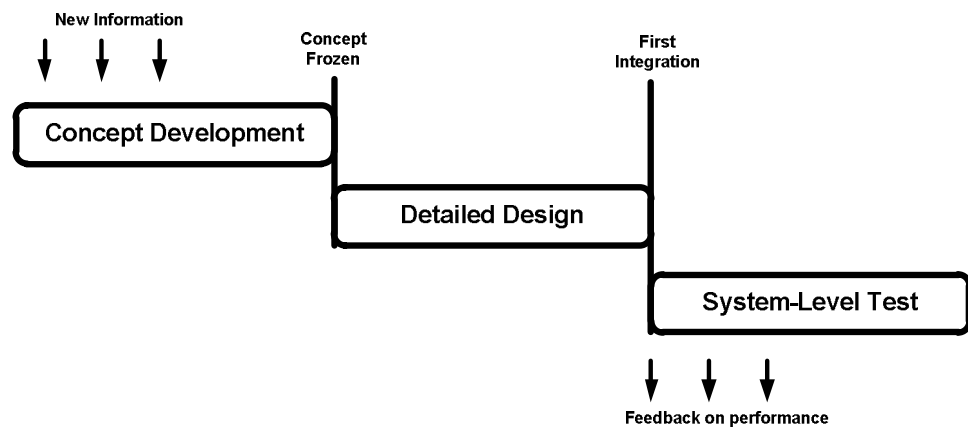 New Information
Concept
Frozen
First
Integration
Concept Development
Detailed Design
System-Level Test
Feedback on performance